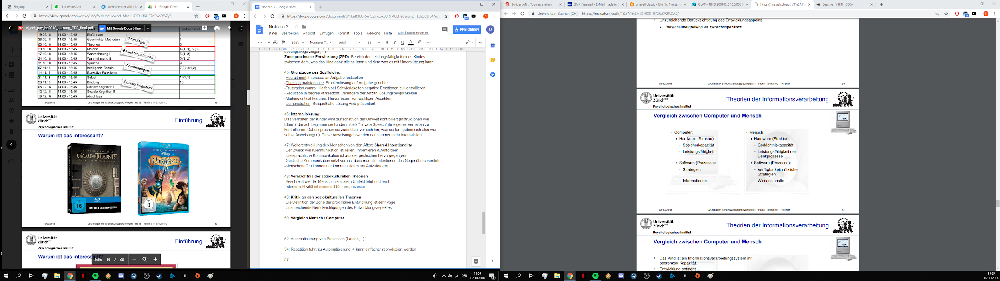 Eingang
(11) WhatsApp
Wenn hender ziit? | D
1 – Google Drive
https://drive.google.com/drive/u/2/folders/1JcwceHMrolJu7X9IufKU57n5vq2fA7y3
vl_ent_psy_hs2018_... rung_PDF_final.pdf
Mit Google Docs öffnen
Lehrbuchmodul
19.09.18 14:00 - 15:45 Einführung 1
26.09.18 14:00 - 15:45 Geschichte, Methoden 1
03.10.18 14:00 - 15:45 Theorien 6
Grundlagen
10.10.18 14:00 - 15:45 Motorik 4 (1, 3), 5 (3)
17.10.18 14:00 - 15:45 Wahrnehmung I 5 (1, 2)
24.10.18 14:00 - 15:45 Wahrnehmung II 5 (1, 2)
Basiskompetenzen
31.10.18 14:00 - 15:45 Sprache 9
07.11.18 14:00 - 15:45 Intelligenz, Schule 7(3), 8(1,2)
14.11.18 14:00 - 15:45 Exekutive Funktionen
Anwendungen
21.11.18 14:00 - 15:45 Selbst 11(1,3)
28.11.18 14:00 - 15:45 Bindung 10
05.12.18 14:00 - 15:45 Soziale Kognition I
12.12.18 14:00 - 15:45 Soziale Kognition II
Soziale Kognition
19.12.18 14:00 - 15:45 Abschluss
19/09/2018 Grundlagen der Entwicklungspsychologie I - HS18 - Termin 01 - Einführung 18
Universität
Zürich UZH
Psychologisches Institut
Einführung
Warum ist das interessant?
AN HBO ORIGINAL SERIES
GAME OF THRONES
THE COMPLETE FIRST SEASON
16
LIMITIERTE STEELBOOK-EDITION
Disney
PIRATENFEE
FSK
0
19/09/2018 Grundlagen der Entwicklungspsychologie I - HS18 - Termin 01 - Einführung 19
Universität
Zürich UZH
Psychologisches Institut
Einführung
Warum ist das interessant?
Seite 19 / 60
Notizen 3 - Google Docs
https://docs.google.com/document/d/1EuR3ECy5wi92X-cbxzURH48EHzCwcciZrTEdjQCLIp4/e...
Notizen 3
Datei Bearbeiten Ansicht Einfügen Format Tools Add-ons Hilfe Alle Änderungen in ...
FREIGEBEN
O
100% Normaler T... Arial 11 B I U A
Lösungswege zeigen,...)
Zone proximaler Entwicklung (ZPD): Bereich der Leistungsfähigkeit eines Kindes
zwischen dem, was das Kind ganz alleine kann und dem was es mit Unterstützung kann.
45: Grundzüge des Scaffolding:
-Recruitment: Interesse an Aufgabe feststellen
-Direction maintenance: Problemlösung auf Aufgabe gerichtet
-Frustration control: Helfen bei Schwierigkeiten negative Emotionen zu kontrollieren
-Reduction in degree of freedom: Verringern der Anzahl Lösungsmöglichkeiten
-Marking critical features: Hervorheben von wichtigen Aspekten
-Demonstration: Beispielhafte Lösung wird präsentiert
46: Internalisierung
Das Verhalten der Kinder wird zunächst von der Umwelt kontrolliert (Instruktionen von
Eltern), danach beginnen die Kinder mittels "Private Speech" ihr eigenes Verhalten zu
kontrollieren. Dabei sprechen sie zuerst lauf vor sich hin, was sie tun (geben sich also wie
selbst Anweisungen). Diese Anweisungen werden dann immer mehr internalisiert.
47: Weiterentwicklung des Menschen von den Affen: Shared Intentionality
-Der Zweck von Kommunikation ist Teilen, Informieren & Auffordern
-Die sprachliche Kommunikation ist aus der gestischen hervorgegangen
-Gestische Kommunikation setzt voraus, dass man die Intentionen des Gegenübers versteht
-Menschenaffen können nur kommunizieren um Aufzufordern
48: Vermächtnis der soziokulturellen Theorien
-Beschreibt wie der Mensch in sozialem Umfeld lehrt und lernt
-Intersubjektivität ist essentiell für Lernprozesse
49: Kritik an den soziokulturellen Theorien
-Die Definition der Zone der proximalen Entwicklung ist sehr vage
-Unzureichende Berücksichtigungen des Entwicklungsaspektes
50: Vergleich Mensch / Computer
52: Automatisierung von Prozessen (Laufen,...)
54: Repetition führt zu Automatisierung -> kann einfacher reproduziert werden
57:
DEU
15:59
07.10.2018
SwitzerLAN :: Tourney system
GMX Freemail - E-Mail made in
phase6 classic - Die Nr. 1 unter d
OLAT - 18HS 200102.2 102/005 E
https://lms.uzh.ch/auth/1%3A1%
Seating | VSETH GECo
Universitaet Zuerich [CH] | https://lms.uzh.ch/auth/1%3A1%3A1310881072%3A2%3A0/
• Unzureichende Berücksichtigung des Entwicklungsaspekts
Bereichsübergreifend vs. bereichsspezifisch
03/10/2018 Grundlagen der Entwicklungspsychologie I - HS18 - Termin 03 - Theorien 50
Universität
Zürich UZH
Psychologisches Institut
Theorien der Informationsverarbeitung
Vergleich zwischen Computer und Mensch
• Computer:
Hardware (Struktur):
- Speicherkapazität
- Leistungsfähigkeit
Software (Prozesse):
- Strategien
- Informationen
• Mensch:
Hardware (Struktur):
- Gedächtniskapazität
- Leistungsfähigkeit der
Denkprozesse
Software (Prozesse):
- Verfügbarkeit nützlicher
Strategien
- Wissensinhalte
03/10/2018 Grundlagen der Entwicklungspsychologie I - HS18 - Termin 03 - Theorien 51
Universität
Zürich UZH
Psychologisches Institut
Theorien der Informationsverarbeitung
Vergleich zwischen Computer und Mensch
• Das Kind ist ein Informationsverarbeitungssystem mit
begrenzter Kapazität.
• Entwicklung entsteht ...
15:59
07.10.2018